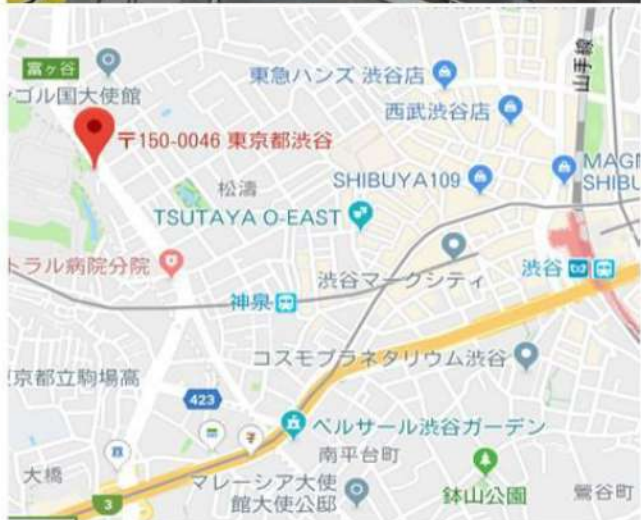 富ヶ谷
ンゴル国大使館
〒150-0046 東京都渋谷
東急ハンズ 渋谷店
山手線
西武渋谷店
松濤
SHIBUYA109
MAGN
SHIBU
TSUTAYA O-EAST
トラル病院分院
渋谷マークシティ
渋谷
神泉
コスモプラネタリウム渋谷
京都立駒場高
423
ベルサール渋谷ガーデン
南平台町
大橋
マレーシア大使
館大使公邸
鉢山公園
鶯谷町
3